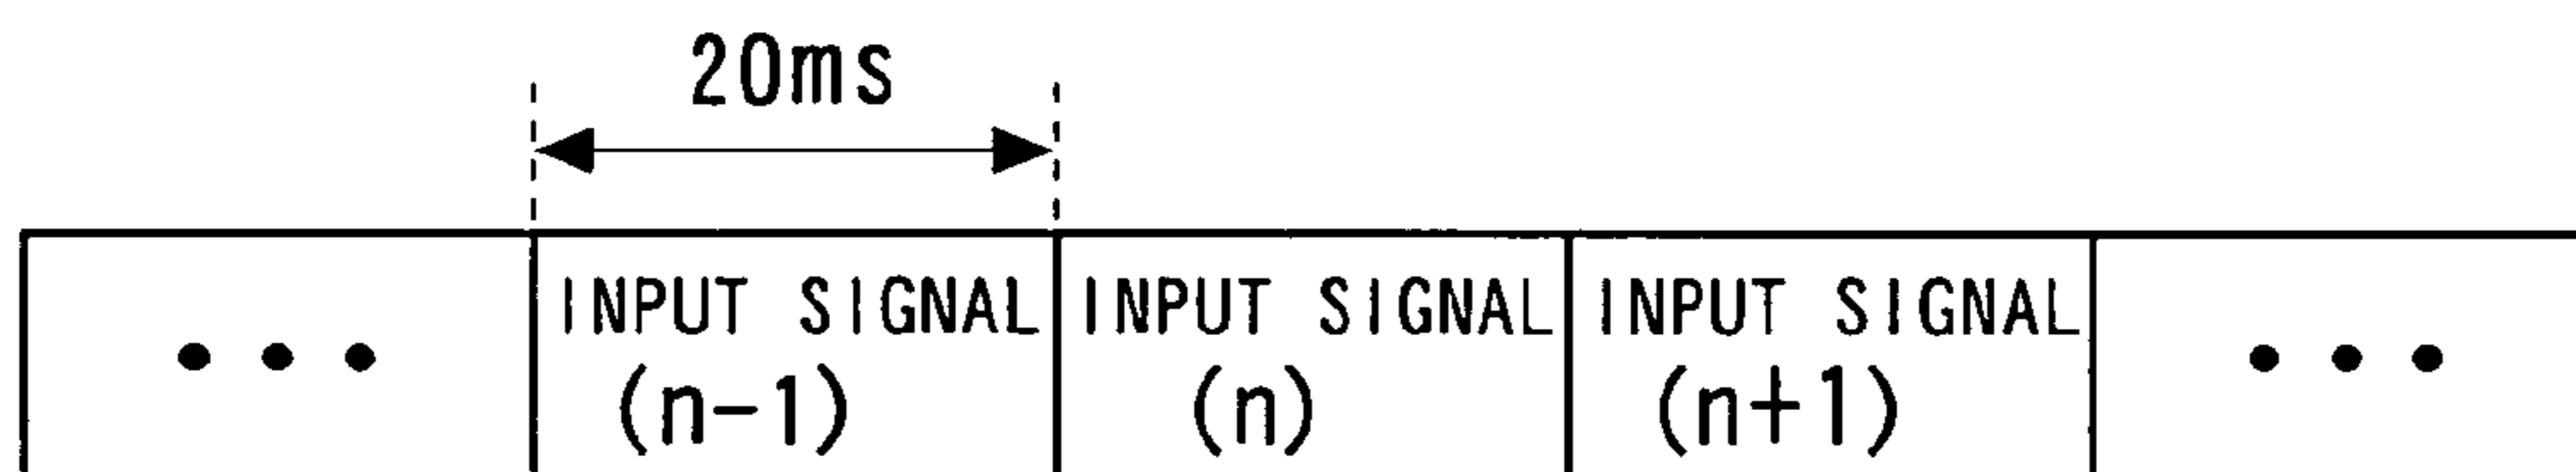 20ms
••• INPUT SIGNAL INPUT SIGNAL INPUT SIGNAL •••
(n-1) (n) (n+1)